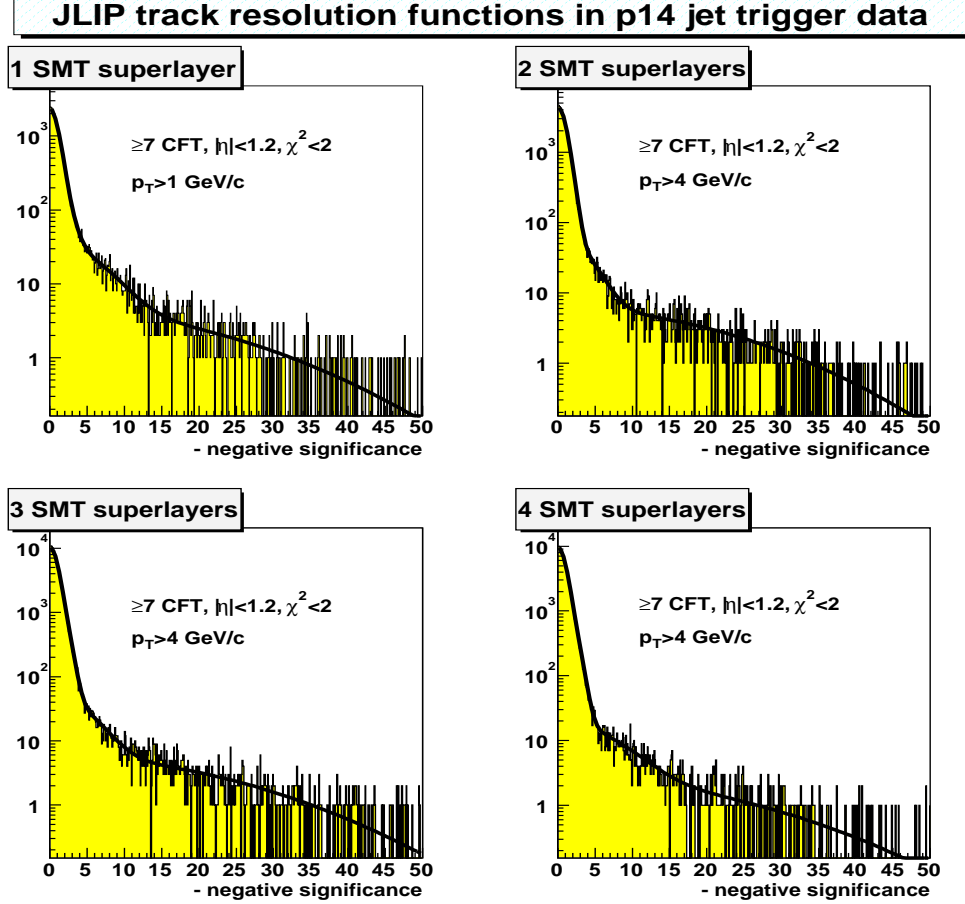 JLIP track resolution functions in p14 jet trigger data
1 SMT superlayer
≥7 CFT, |η|<1.2, χ²<2
p_T>1 GeV/c
10³
10²
10
1
0 5 10 15 20 25 30 35 40 45 50
- negative significance
2 SMT superlayers
≥7 CFT, |η|<1.2, χ²<2
p_T>4 GeV/c
10³
10²
10
1
0 5 10 15 20 25 30 35 40 45 50
- negative significance
3 SMT superlayers
≥7 CFT, |η|<1.2, χ²<2
p_T>4 GeV/c
10⁴
10³
10²
10
1
0 5 10 15 20 25 30 35 40 45 50
- negative significance
4 SMT superlayers
≥7 CFT, |η|<1.2, χ²<2
p_T>4 GeV/c
10⁴
10³
10²
10
1
0 5 10 15 20 25 30 35 40 45 50
- negative significance